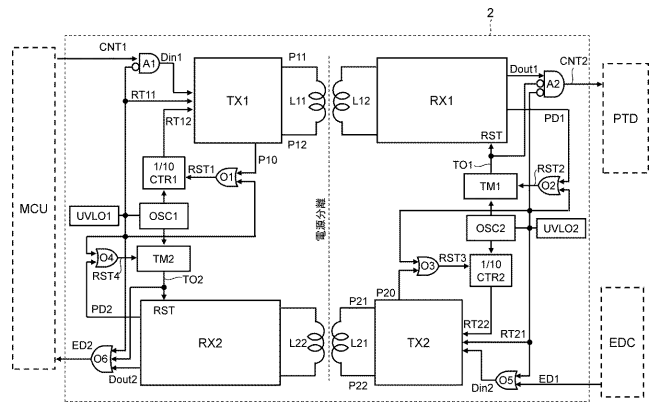 2
CNT1
A1
Din1
RT11
RT12
TX1
P11
P12
L11
L12
RX1
RST
Dout1
A2
CNT2
PTD
PD1
MCU
1/10
CTR1
RST1
O1
P10
UVLO1
OSC1
O4
RST4
TM2
TO2
PD2
電源分離
TO1
RST2
O2
TM1
OSC2
UVLO2
O3
RST3
1/10
CTR2
P20
RST
RX2
ED2
O6
Dout2
L22
P21
L21
P22
TX2
RT22
RT21
Din2
O5
ED1
EDC